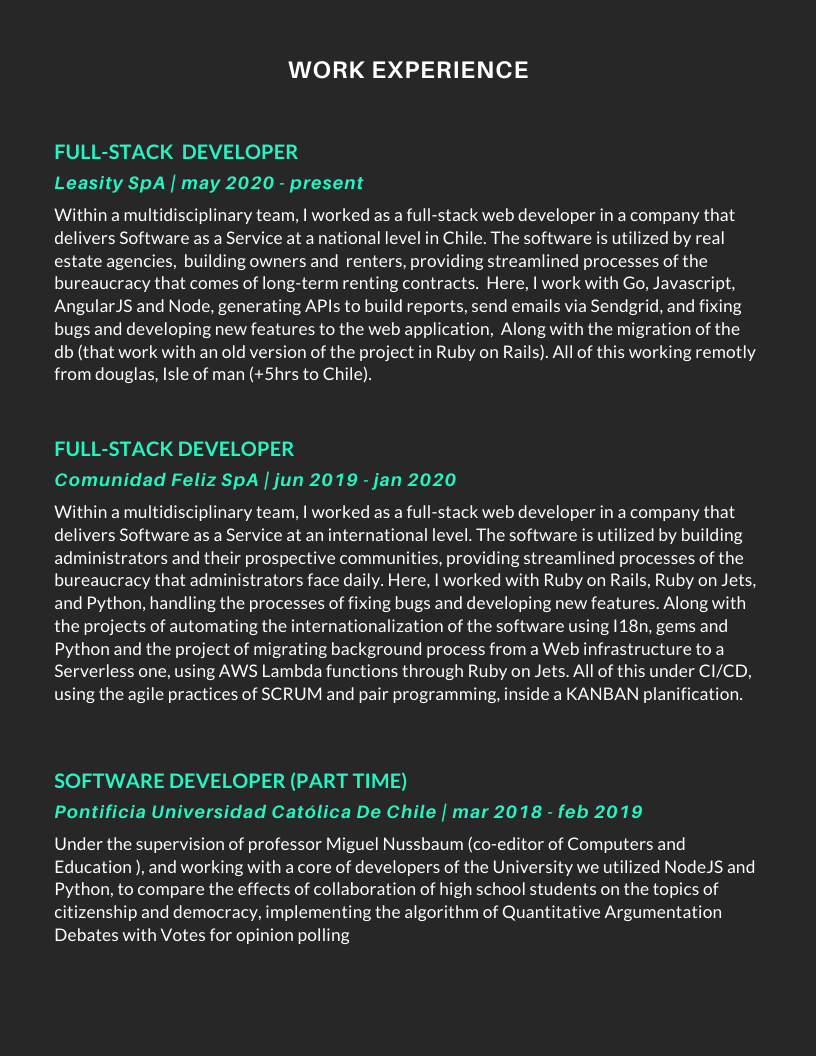 WORK EXPERIENCE
FULL-STACK  DEVELOPER
Leasity SpA | may 2020 - present
Within a multidisciplinary team, I worked as a full-stack web developer in a company that
delivers Software as a Service at a national level in Chile. The software is utilized by real
estate agencies,  building owners and  renters, providing streamlined processes of the
bureaucracy that comes of long-term renting contracts.  Here, I work with Go, Javascript,
AngularJS and Node, generating APIs to build reports, send emails via Sendgrid, and fixing
bugs and developing new features to the web application,  Along with the migration of the
db (that work with an old version of the project in Ruby on Rails). All of this working remotly
from douglas, Isle of man (+5hrs to Chile).
FULL-STACK DEVELOPER
Comunidad Feliz SpA | jun 2019 - jan 2020
Within a multidisciplinary team, I worked as a full-stack web developer in a company that
delivers Software as a Service at an international level. The software is utilized by building
administrators and their prospective communities, providing streamlined processes of the
bureaucracy that administrators face daily. Here, I worked with Ruby on Rails, Ruby on Jets,
and Python, handling the processes of fixing bugs and developing new features. Along with
the projects of automating the internationalization of the software using I18n, gems and
Python and the project of migrating background process from a Web infrastructure to a
Serverless one, using AWS Lambda functions through Ruby on Jets. All of this under CI/CD,
using the agile practices of SCRUM and pair programming, inside a KANBAN planification.
SOFTWARE DEVELOPER (PART TIME)
Pontificia Universidad Católica De Chile | mar 2018 - feb 2019
Under the supervision of professor Miguel Nussbaum (co-editor of Computers and
Education ), and working with a core of developers of the University we utilized NodeJS and
Python, to compare the effects of collaboration of high school students on the topics of
citizenship and democracy, implementing the algorithm of Quantitative Argumentation
Debates with Votes for opinion polling